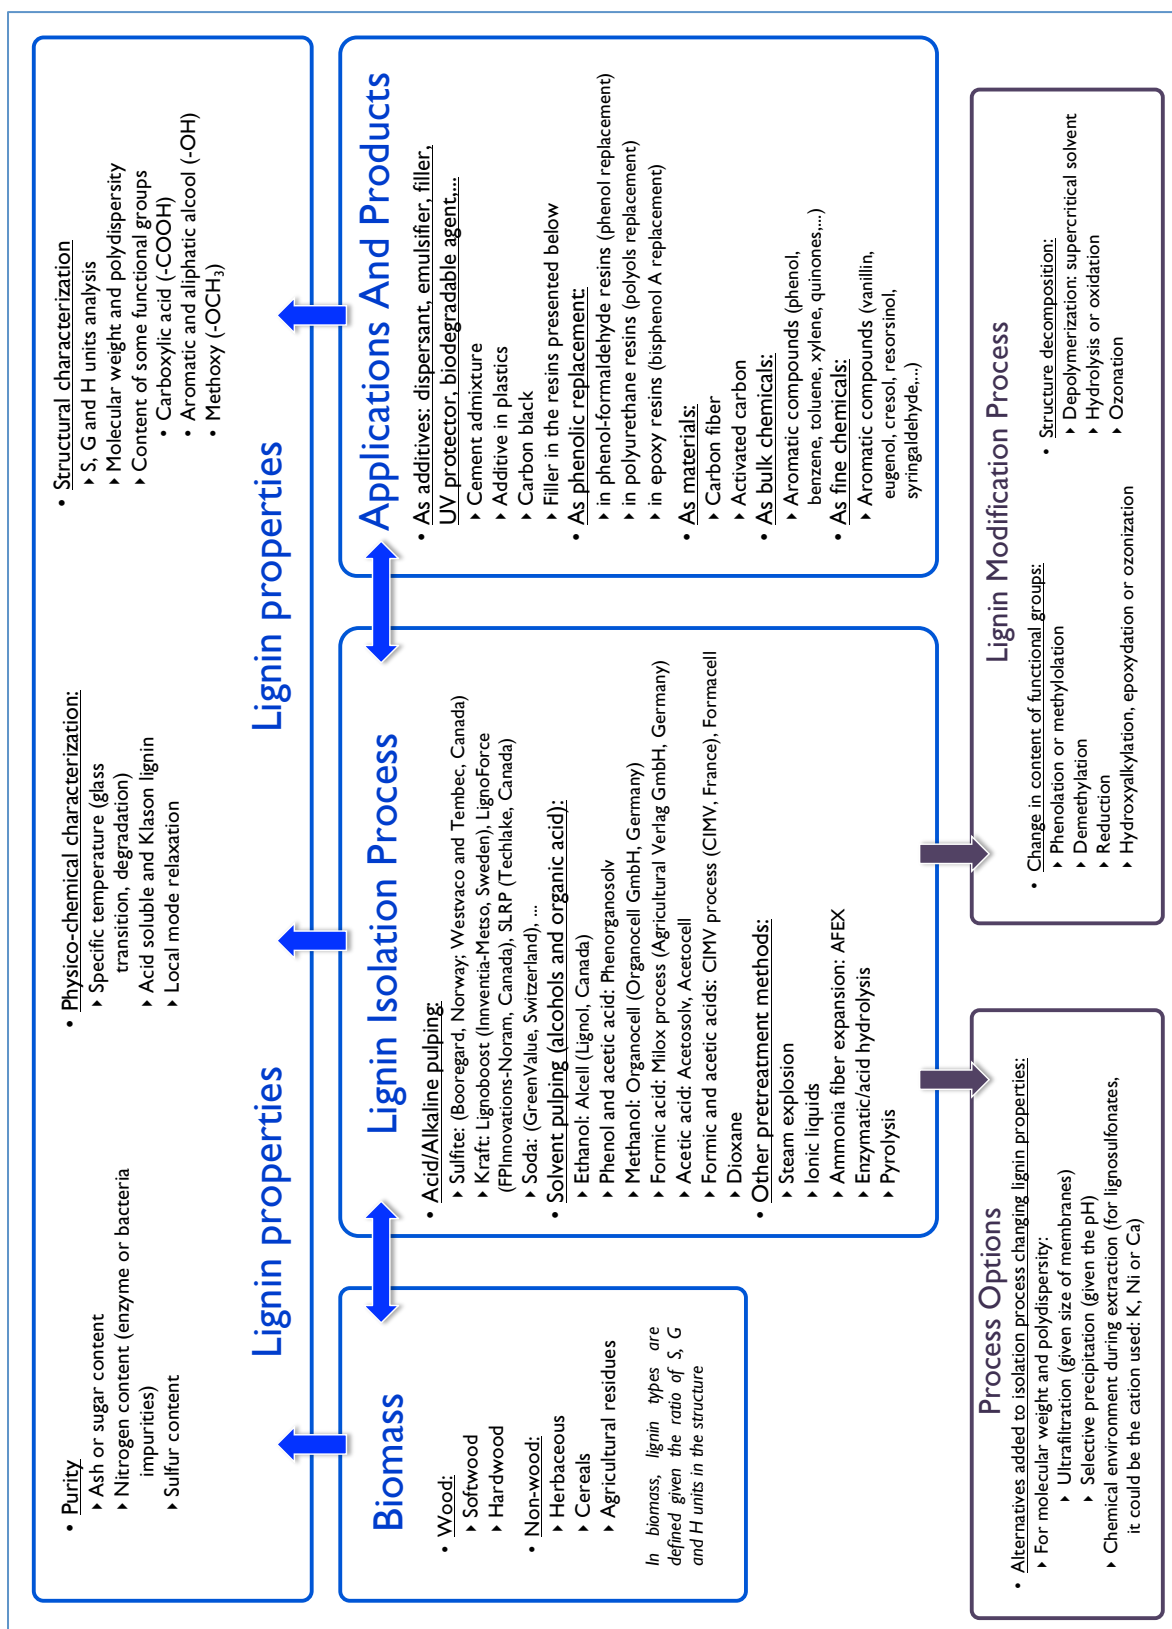 • Purity
‣ Ash or sugar content
‣ Nitrogen content (enzyme or bacteria
impurities)
‣ Sulfur content
• Physico-chemical characterization:
‣ Specific temperature (glass
transition, degradation)
‣ Acid soluble and Klason lignin
‣ Local mode relaxation
• Structural characterization
‣ S, G and H units analysis
‣ Molecular weight and polydispersity
‣ Content of some functional groups
• Carboxylic acid (-COOH)
• Aromatic and aliphatic alcool (-OH)
• Methoxy (-OCH₃)
Lignin properties
Lignin properties
Biomass
• Wood:
‣ Softwood
‣ Hardwood
• Non-wood:
‣ Herbaceous
‣ Cereals
‣ Agricultural residues
In biomass, lignin types are
defined given the ratio of S, G
and H units in the structure
Lignin Isolation Process
• Acid/Alkaline pulping:
‣ Sulfite: (Booregard, Norway; Westvaco and Tembec, Canada)
‣ Kraft: Lignoboost (Innventia-Metso, Sweden), LignoForce
(FPInnovations-Noram, Canada), SLRP (Techlake, Canada)
‣ Soda: (GreenValue, Switzerland), ...
• Solvent pulping (alcohols and organic acid):
‣ Ethanol: Alcell (Lignol, Canada)
‣ Phenol and acetic acid: Phenorganosolv
‣ Methanol: Organocell (Organocell GmbH, Germany)
‣ Formic acid: Milox process (Agricultural Verlag GmbH, Germany)
‣ Acetic acid: Acetosolv, Acetocell
‣ Formic and acetic acids: CIMV process (CIMV, France), Formacell
‣ Dioxane
• Other pretreatment methods:
‣ Steam explosion
‣ Ionic liquids
‣ Ammonia fiber expansion: AFEX
‣ Enzymatic/acid hydrolysis
‣ Pyrolysis
Applications And Products
• As additives: dispersant, emulsifier, filler,
UV protector, biodegradable agent,...
‣ Cement admixture
‣ Additive in plastics
‣ Carbon black
‣ Filler in the resins presented below
• As phenolic replacement:
‣ in phenol-formaldehyde resins (phenol replacement)
‣ in polyurethane resins (polyols replacement)
‣ in epoxy resins (bisphenol A replacement)
• As materials:
‣ Carbon fiber
‣ Activated carbon
• As bulk chemicals:
‣ Aromatic compounds (phenol,
benzene, toluene, xylene, quinones,...)
• As fine chemicals:
‣ Aromatic compounds (vanillin,
eugenol, cresol, resorsinol,
syringaldehyde,...)
Process Options
• Alternatives added to isolation process changing lignin properties:
‣ For molecular weight and polydispersity:
‣ Ultrafiltration (given size of membranes)
‣ Selective precipitation (given the pH)
‣ Chemical environment during extraction (for lignosulfonates,
it could be the cation used: K, Ni or Ca)
Lignin Modification Process
• Change in content of functional groups:
‣ Phenolation or methylolation
‣ Demethylation
‣ Reduction
‣ Hydroxyalkylation, epoxydation or ozonization
• Structure decomposition:
‣ Depolymerization: supercritical solvent
‣ Hydrolysis or oxidation
‣ Ozonation